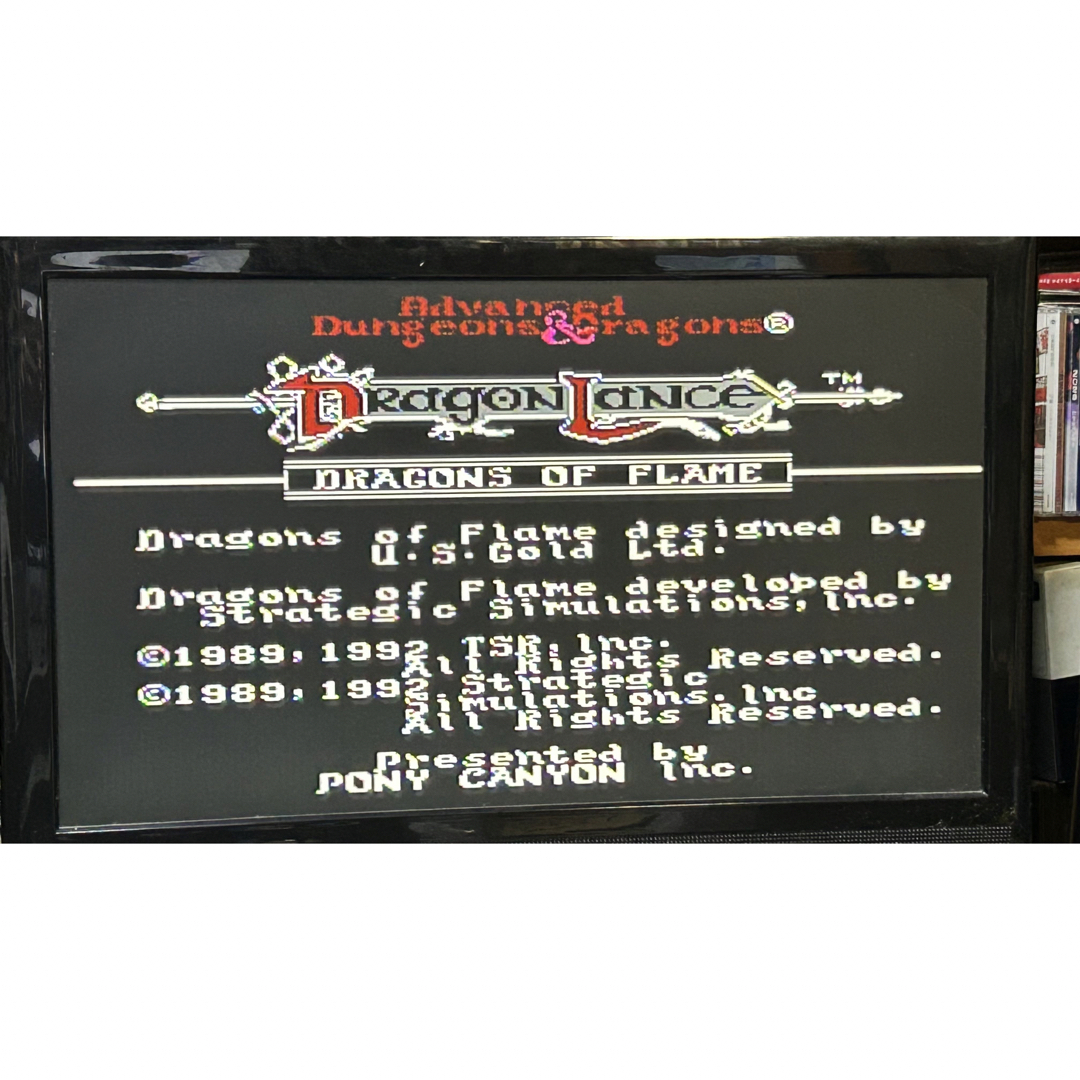 Advanced
Dungeons & Dragons®
DragonLance™
DRAGONS OF FLAME
Dragons of Flame designed by
U.S.Gold Ltd.
Dragons of Flame developed by
Strategic Simulations, Inc.
©1989, 1992 TSR, Inc.
All Rights Reserved.
©1989, 1992 Strategic
Simulations. Inc
All Rights Reserved.
Presented by
PONY CANYON Inc.